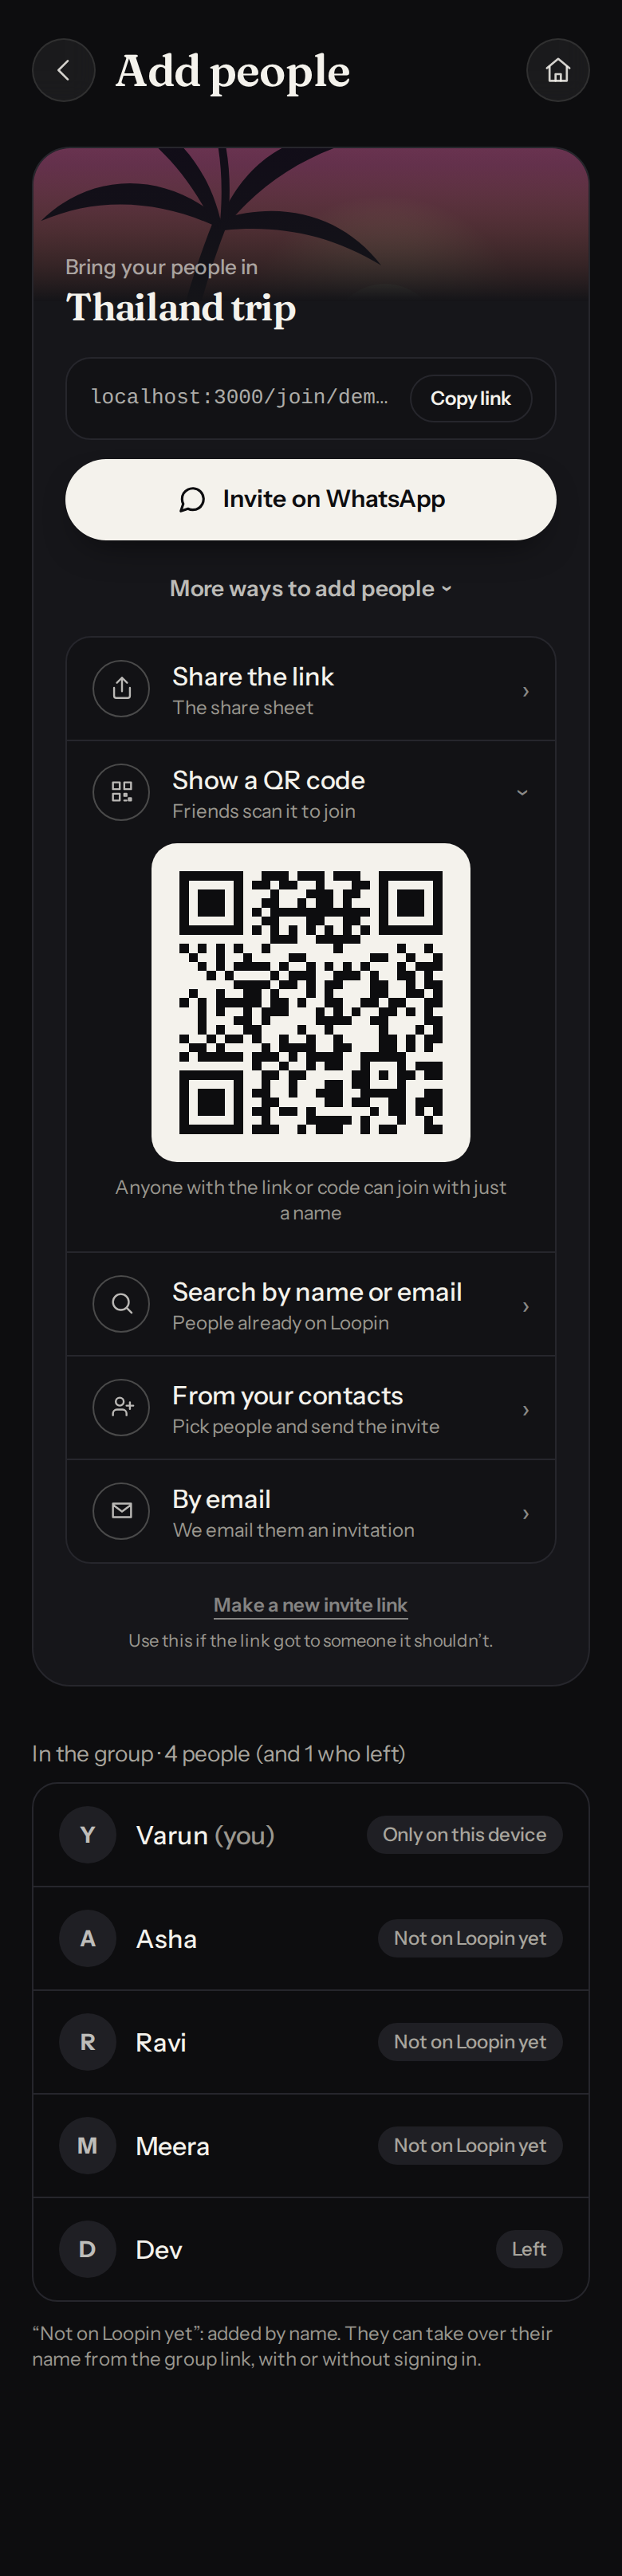 Add people
Bring your people in
Thailand trip
localhost:3000/join/dem…
Copy link
Invite on WhatsApp
More ways to add people
Share the link
The share sheet
Show a QR code
Friends scan it to join
Anyone with the link or code can join with just
a name
Search by name or email
People already on Loopin
From your contacts
Pick people and send the invite
By email
We email them an invitation
Make a new invite link
Use this if the link got to someone it shouldn’t.
In the group · 4 people (and 1 who left)
Y
Varun (you)
Only on this device
A
Asha
Not on Loopin yet
R
Ravi
Not on Loopin yet
M
Meera
Not on Loopin yet
D
Dev
Left
“Not on Loopin yet”: added by name. They can take over their
name from the group link, with or without signing in.